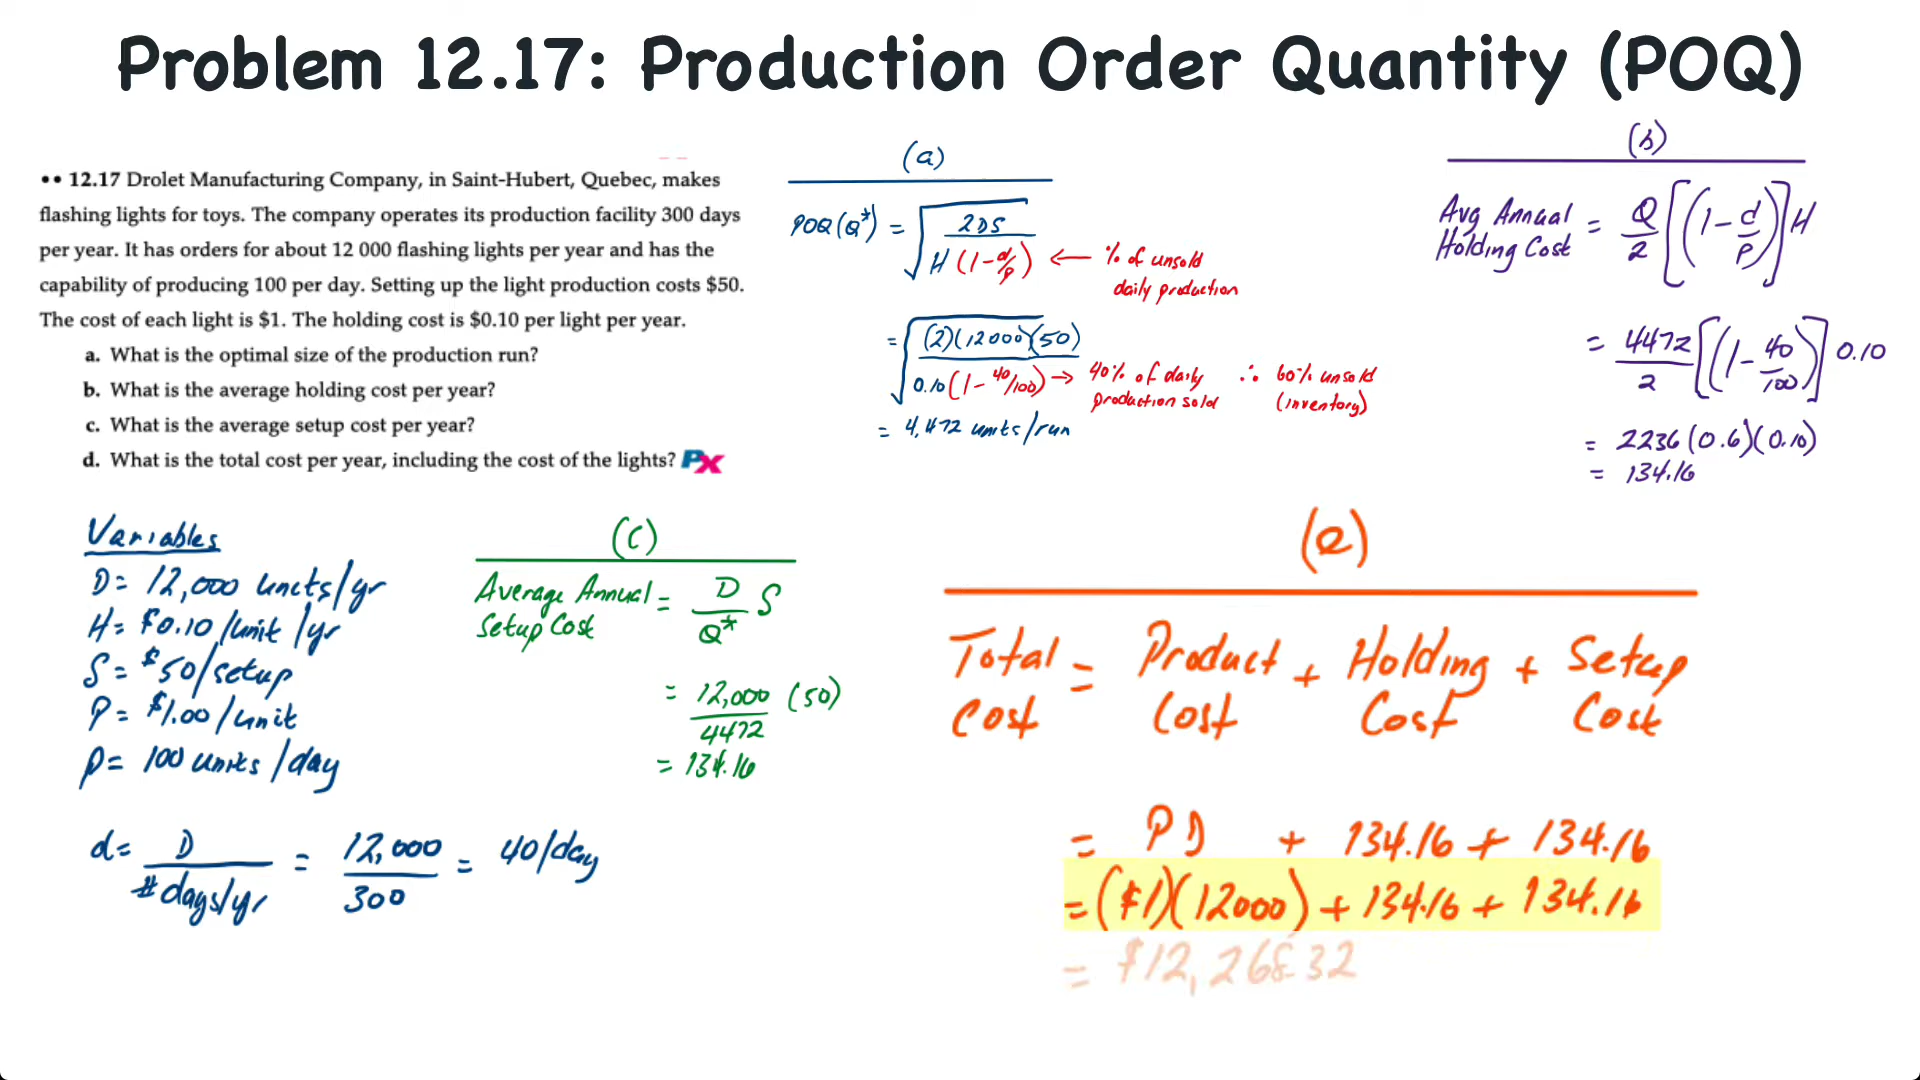 Problem 12.17: Production Order Quantity (POQ)
•• 12.17 Drolet Manufacturing Company, in Saint-Hubert, Quebec, makes
flashing lights for toys. The company operates its production facility 300 days
per year. It has orders for about 12 000 flashing lights per year and has the
capability of producing 100 per day. Setting up the light production costs $50.
The cost of each light is $1. The holding cost is $0.10 per light per year.
a. What is the optimal size of the production run?
b. What is the average holding cost per year?
c. What is the average setup cost per year?
d. What is the total cost per year, including the cost of the lights? PX
(a)
POQ(Q*) = √ 2DS
H (1-d/p) ← % of unsold
daily production
= √ (2)(12000)(50)
0.10 (1-40/100) → 40% of daily ∴ 60% unsold
production sold (inventory)
= 4,472 units/run
(b)
Avg Annual
Holding Cost = Q/2 [(1-d/p)] H
= 4472/2 [(1-40/100)] 0.10
= 2236 (0.6)(0.10)
= 134.16
Variables
D= 12,000 units/yr
H= $0.10/unit/yr
S= $50/setup
P= $1.00/unit
p= 100 units/day
d= D / # days/yr = 12,000 / 300 = 40/day
(c)
Average Annual
Setup Cost = D/Q* S
= 12,000/4472 (50)
= 134.16
(e)
Total Cost = Product Cost + Holding Cost + Setup Cost
= PD + 134.16 + 134.16
= ($1)(12000) + 134.16 + 134.16
= $12,268.32